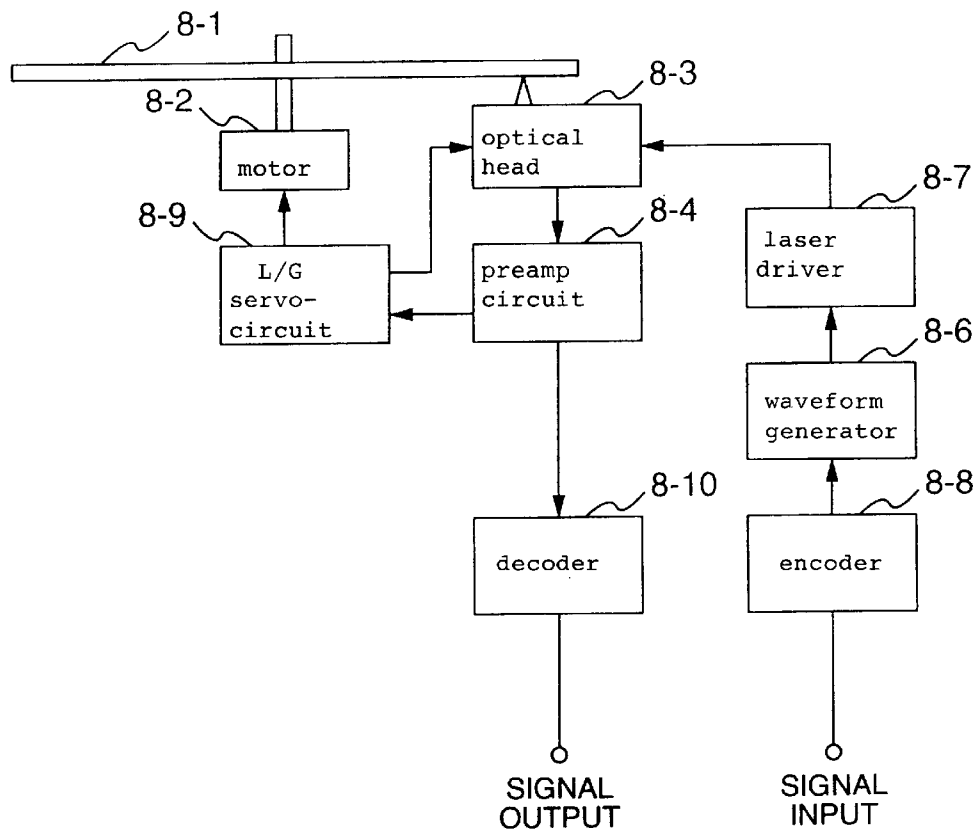 8-1
8-2
motor
8-3
optical
head
8-9
L/G
servo-
circuit
8-4
preamp
circuit
8-7
laser
driver
8-6
waveform
generator
8-10
decoder
8-8
encoder
SIGNAL
OUTPUT
SIGNAL
INPUT